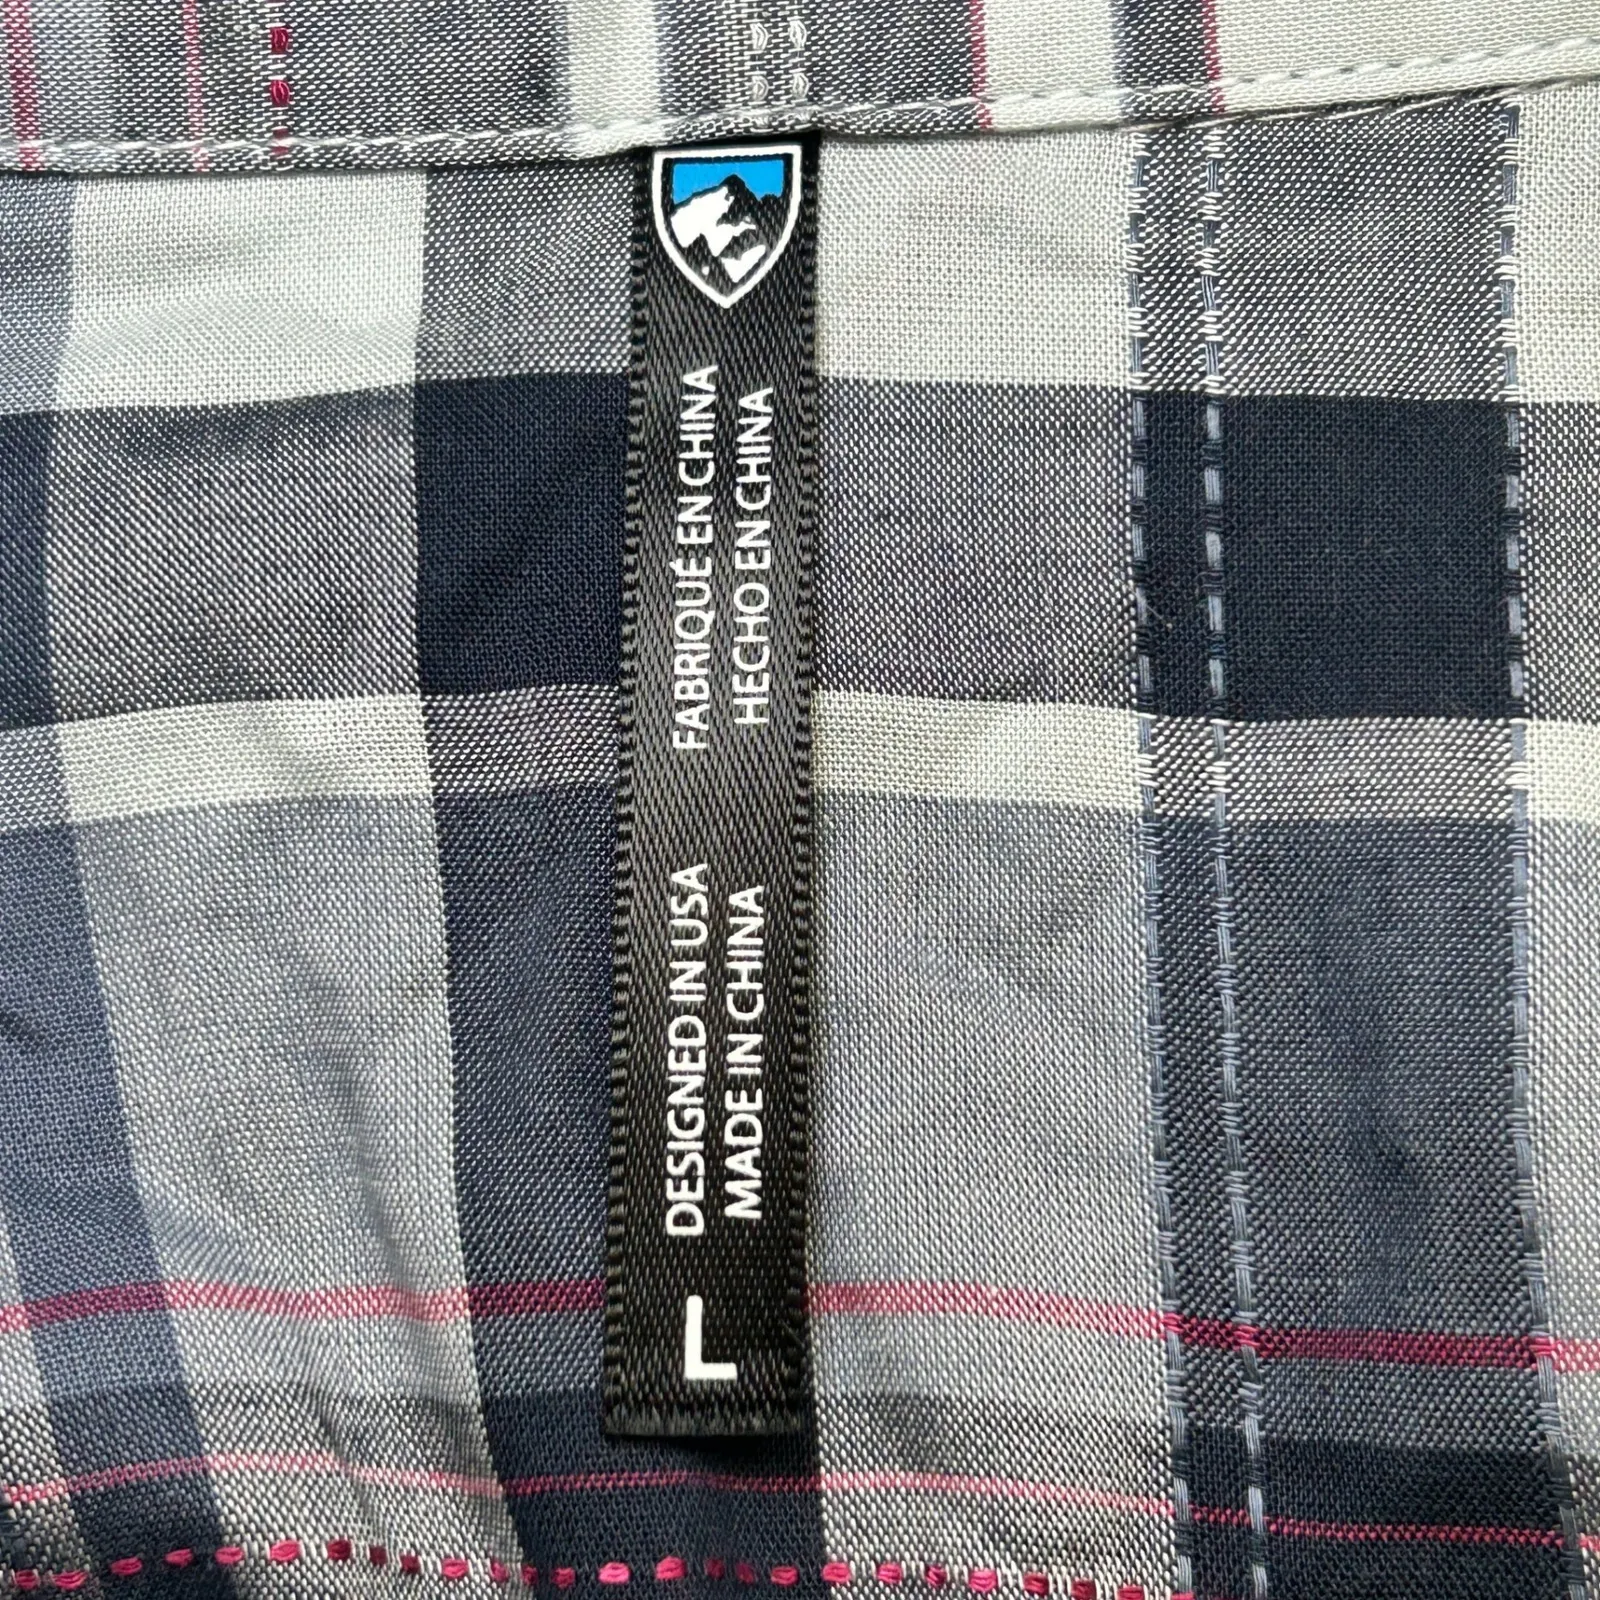 FABRIQUÉ EN CHINA
HECHO EN CHINA
DESIGNED IN USA
MADE IN CHINA
L